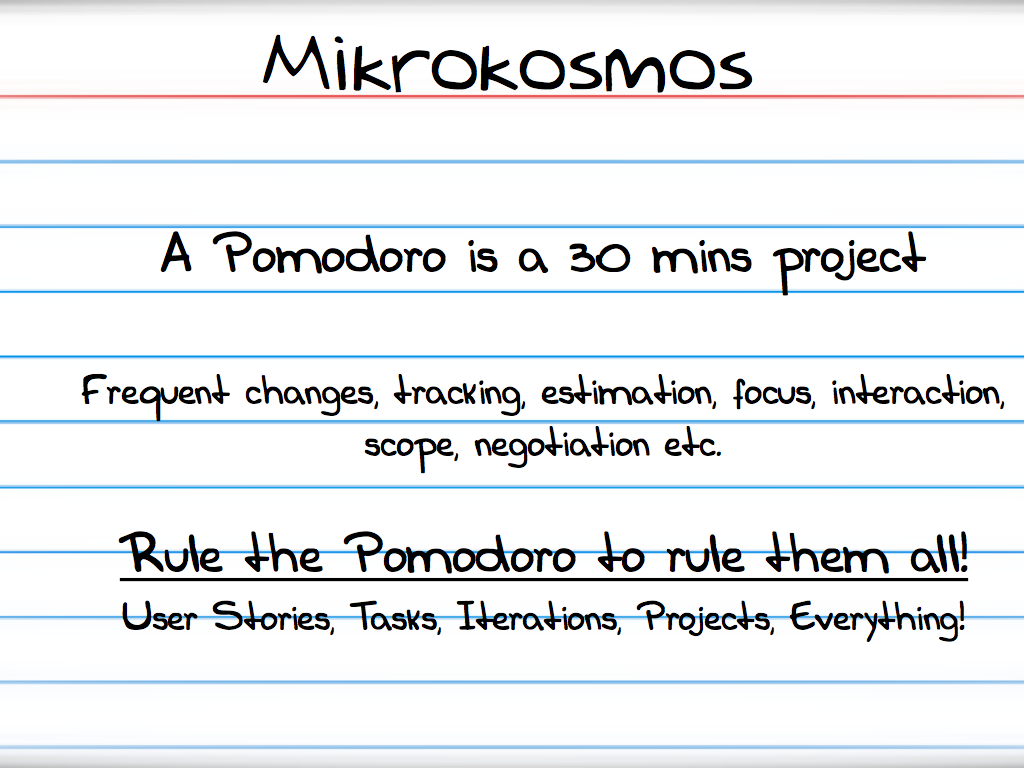 Mikrokosmos
A Pomodoro is a 30 mins project
Frequent changes, tracking, estimation, focus, interaction,
scope, negotiation etc.
Rule the Pomodoro to rule them all!
User Stories, Tasks, Iterations, Projects, Everything!